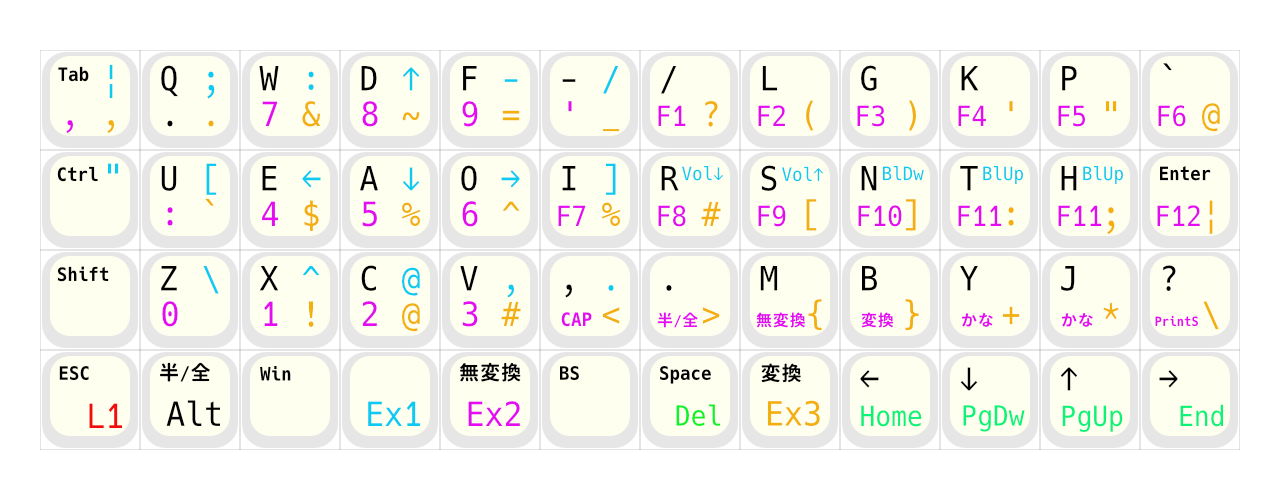 Tab ¦ Q ; W : D ↑ F - - / / L G K P `
, , . . 7 & 8 ~ 9 = ' _ F1 ? F2 ( F3 ) F4 ' F5 " F6 @
Ctrl " U [ E ← A ↓ O → I ] R Vol↓ S Vol↑ N BlDw T BlUp H BlUp Enter
: ` 4 $ 5 % 6 ^ F7 % F8 # F9 [ F10 ] F11 : F11 ; F12 ¦
Shift Z \ X ^ C @ V , , . . M B Y J ?
0 1 ! 2 @ 3 # CAP < 半/全 > 無変換 { 変換 } かな + かな * PrintS \
ESC 半/全 Win 無変換 BS Space 変換 ← ↓ ↑ →
L1 Alt Ex1 Ex2 Del Ex3 Home PgDw PgUp End